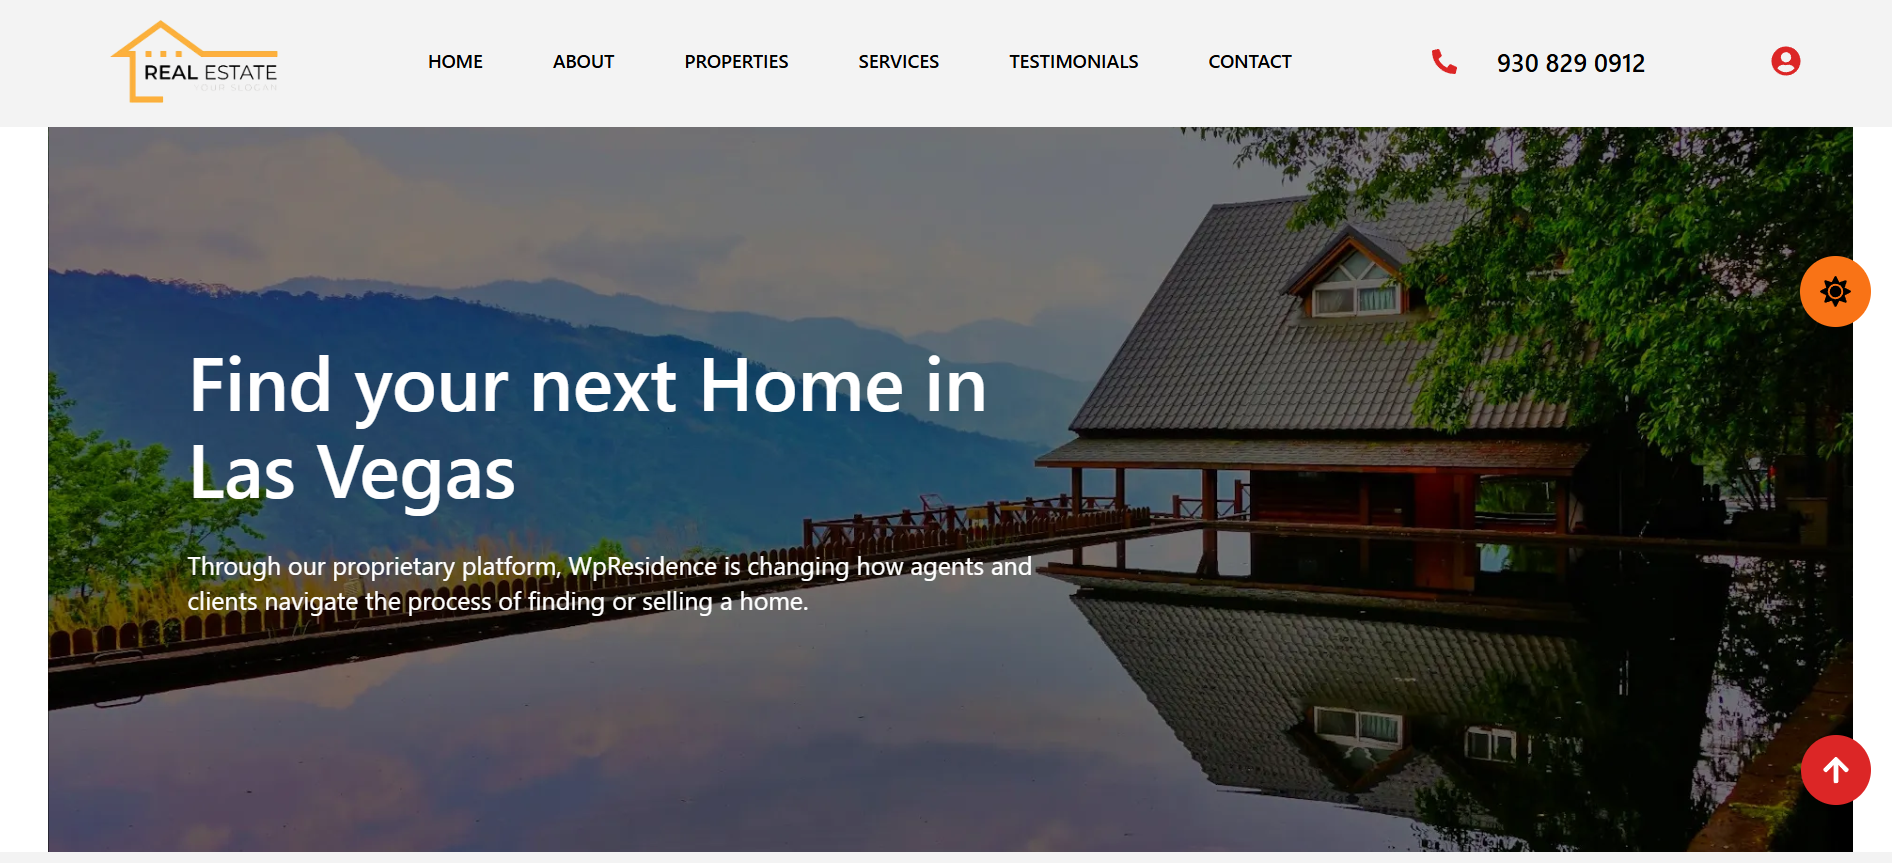 REAL ESTATE
YOUR SLOGAN
HOME
ABOUT
PROPERTIES
SERVICES
TESTIMONIALS
CONTACT
930 829 0912
Find your next Home in
Las Vegas
Through our proprietary platform, WpResidence is changing how agents and
clients navigate the process of finding or selling a home.